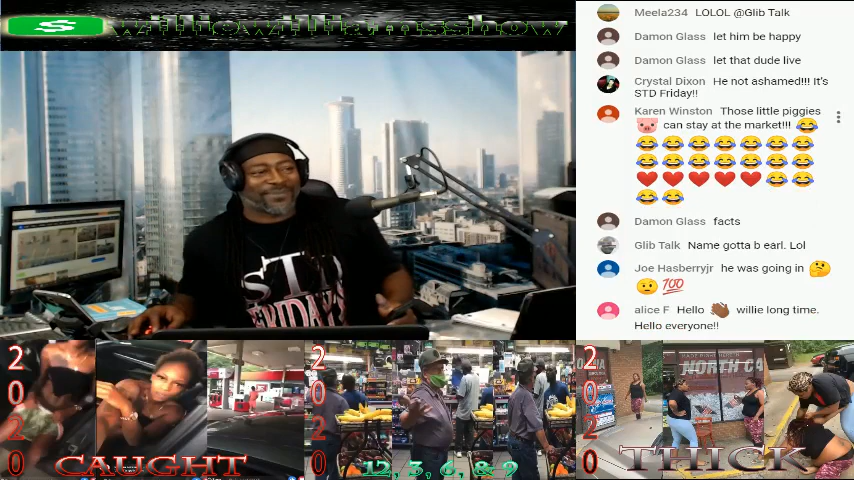 $williewilliamsshow
Meela234 LOLOL @Glib Talk
Damon Glass let him be happy
Damon Glass let that dude live
Crystal Dixon He not ashamed!!! It's
STD Friday!!
Karen Winston Those little piggies
🐷 can stay at the market!!! 😂
😂😂😂😂😂😂😂
😂😂😂😂😂😂😂
❤️❤️❤️❤️❤️😂😂
😂😂
Damon Glass facts
Glib Talk Name gotta b earl. Lol
Joe Hasberryjr he was going in 🤔
😟💯
alice F Hello 👋🏾 willie long time.
Hello everyone!!
STD
FRIDAY
2020
CAUGHT
2020
12, 3, 6, & 9
2020
NORTH CA
THICK